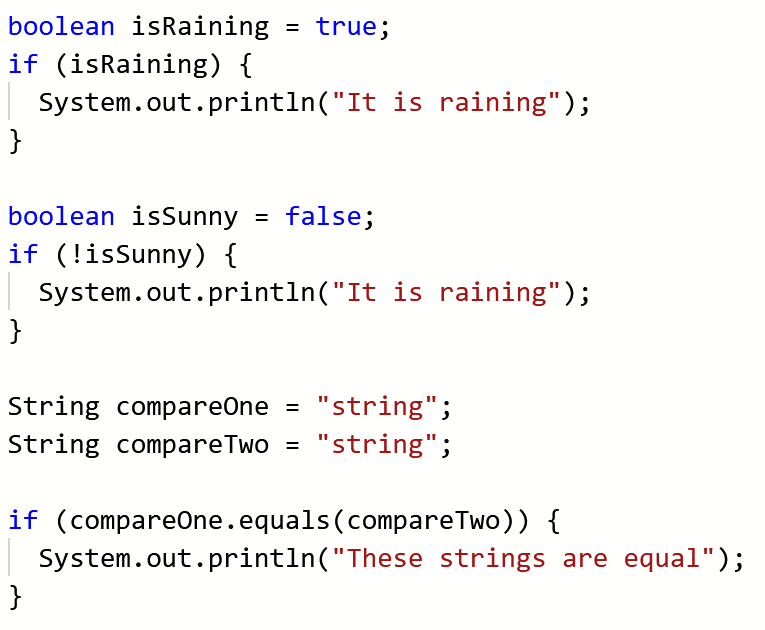 boolean isRaining = true;
if (isRaining) {
  System.out.println("It is raining");
}

boolean isSunny = false;
if (!isSunny) {
  System.out.println("It is raining");
}

String compareOne = "string";
String compareTwo = "string";

if (compareOne.equals(compareTwo)) {
  System.out.println("These strings are equal");
}